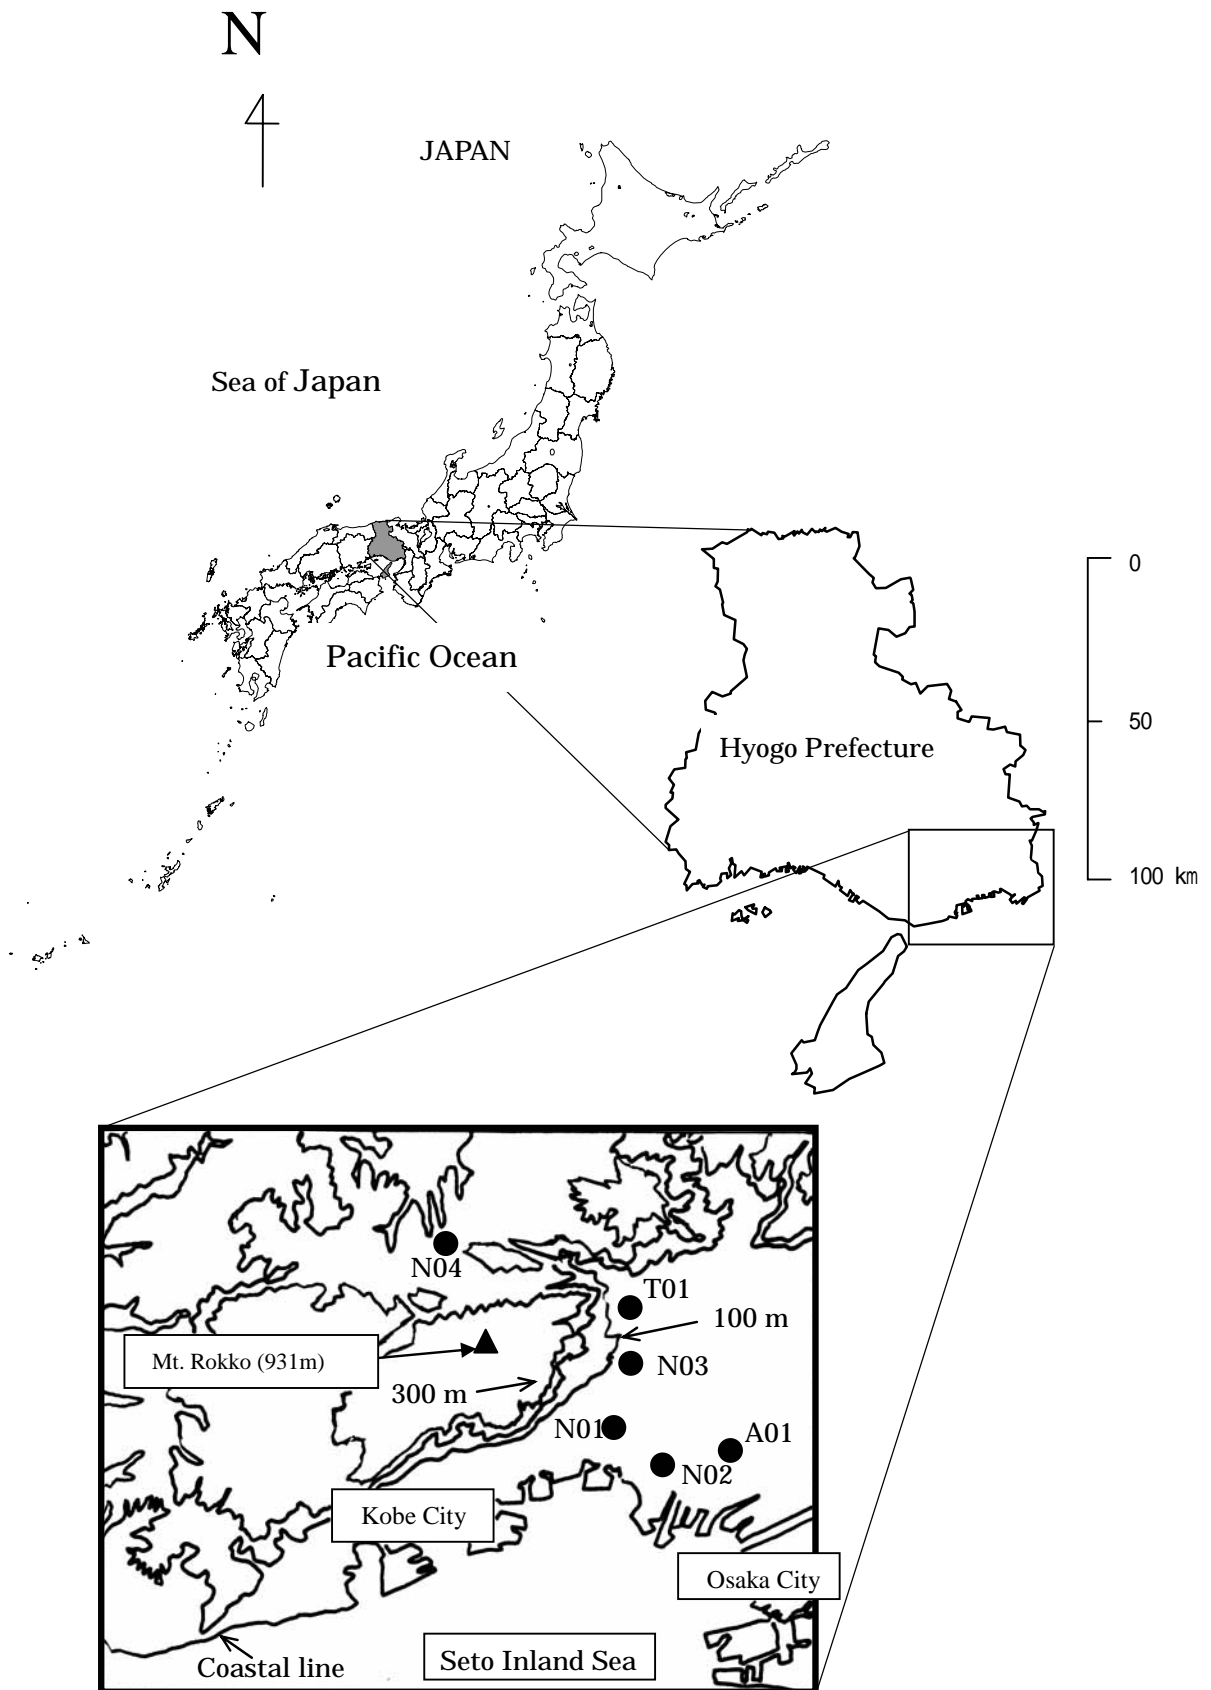 N
JAPAN
Sea of Japan
Pacific Ocean
0
50
100 km
Hyogo Prefecture
N04
T01
100 m
Mt. Rokko (931m)
N03
300 m
N01
A01
N02
Kobe City
Osaka City
Coastal line
Seto Inland Sea